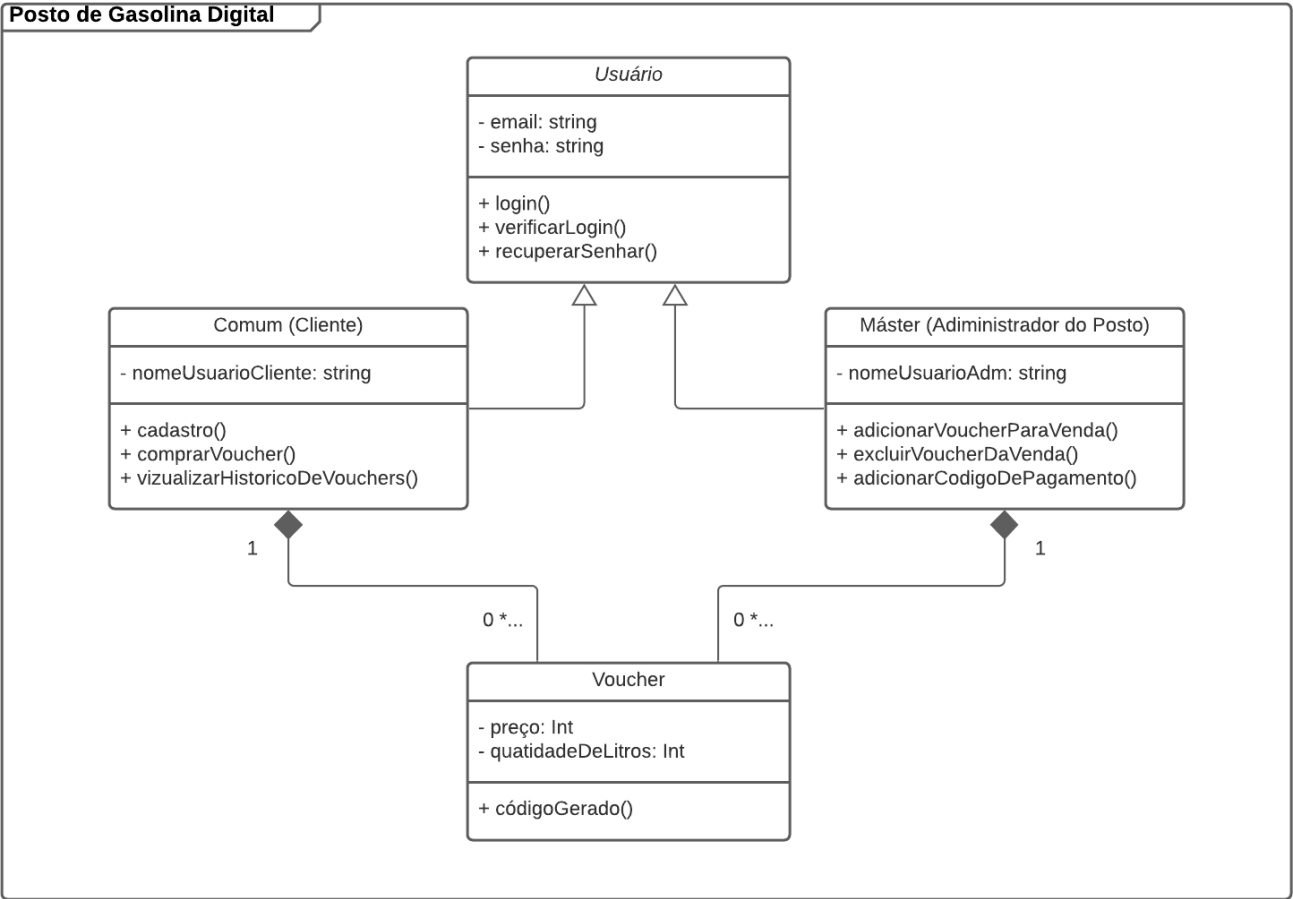 Posto de Gasolina Digital
Usuário
- email: string
- senha: string
+ login()
+ verificarLogin()
+ recuperarSenhar()
Comum (Cliente)
- nomeUsuarioCliente: string
+ cadastro()
+ comprarVoucher()
+ vizualizarHistoricoDeVouchers()
Máster (Adiministrador do Posto)
- nomeUsuarioAdm: string
+ adicionarVoucherParaVenda()
+ excluirVoucherDaVenda()
+ adicionarCodigoDePagamento()
1
1
0 *...
0 *...
Voucher
- preço: Int
- quatidadeDeLitros: Int
+ códigoGerado()